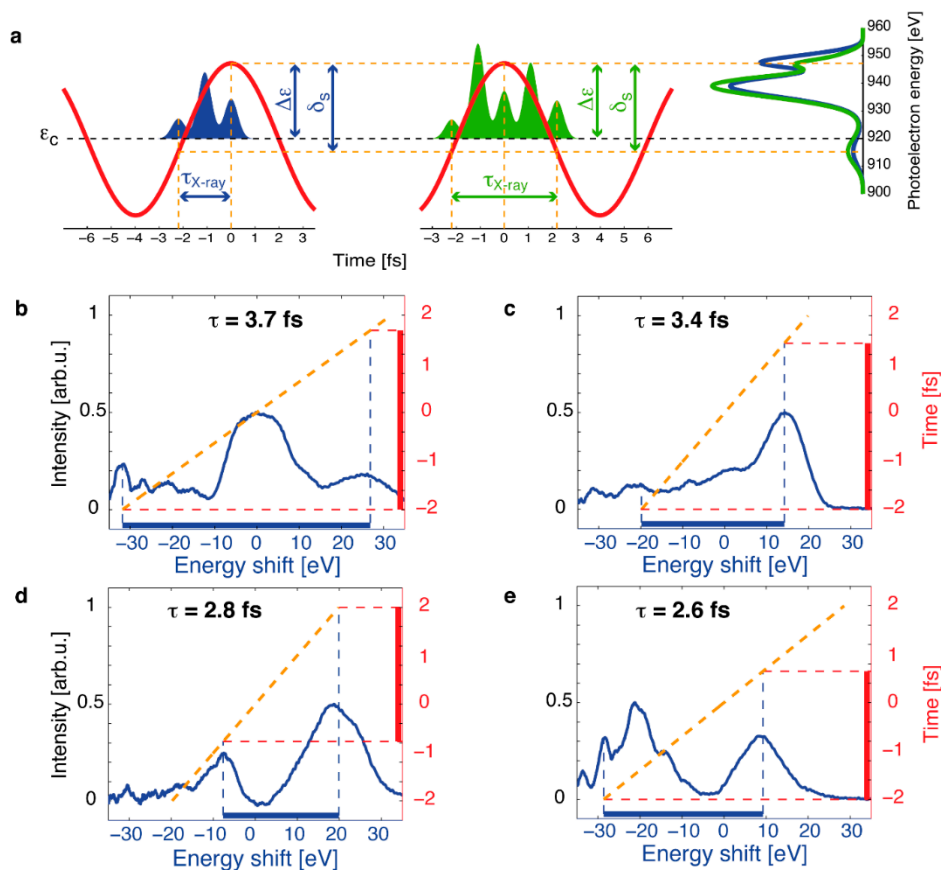 a
εc
Δε
δs
τX-ray
Δε
δs
τX-ray
960
950
940
930
920
910
900
Photoelectron energy [eV]
−6 −5 −4 −3 −2 −1 0 1 2 3
−3 −2 −1 0 1 2 3 4 5 6
Time [fs]
b
τ = 3.7 fs
Intensity [arb.u.]
1
0.5
0
2
1
0
−1
−2
−30 −20 −10 0 10 20 30
Energy shift [eV]
c
τ = 3.4 fs
1
0.5
0
2
1
0
−1
−2
Time [fs]
−30 −20 −10 0 10 20 30
Energy shift [eV]
d
τ = 2.8 fs
Intensity [arb.u.]
1
0.5
0
2
1
0
−1
−2
−30 −20 −10 0 10 20 30
Energy shift [eV]
e
τ = 2.6 fs
1
0.5
0
2
1
0
−1
−2
Time [fs]
−30 −20 −10 0 10 20 30
Energy shift [eV]